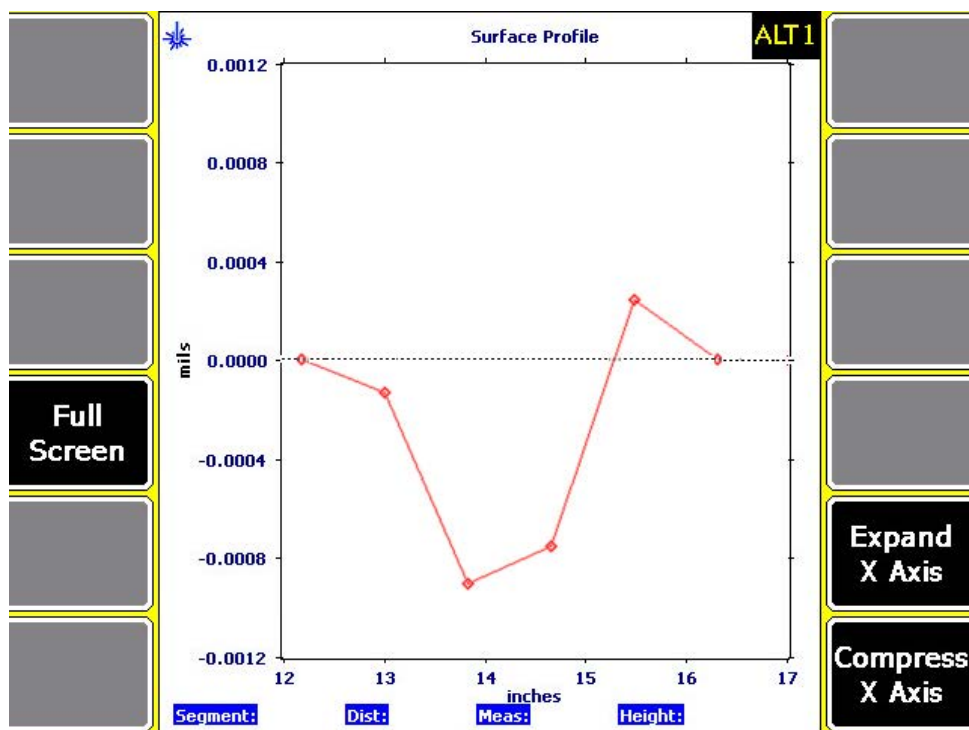 Surface Profile
ALT1
0.0012
0.0008
0.0004
0.0000
mils
-0.0004
-0.0008
-0.0012
12 13 14 15 16 17
inches
Segment: Dist: Meas: Height:
Full
Screen
Expand
X Axis
Compress
X Axis